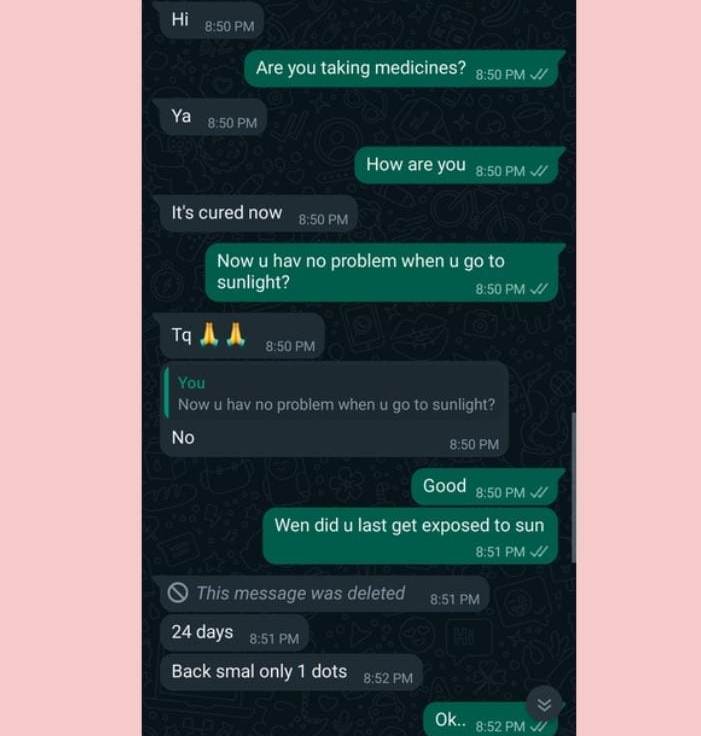 Hi 8:50 PM
Are you taking medicines? 8:50 PM
Ya 8:50 PM
How are you 8:50 PM
It's cured now 8:50 PM
Now u hav no problem when u go to
sunlight? 8:50 PM
Tq 🙏 🙏 8:50 PM
You
Now u hav no problem when u go to sunlight?
No 8:50 PM
Good 8:50 PM
Wen did u last get exposed to sun
8:51 PM
This message was deleted 8:51 PM
24 days 8:51 PM
Back smal only 1 dots 8:52 PM
Ok.. 8:52 PM